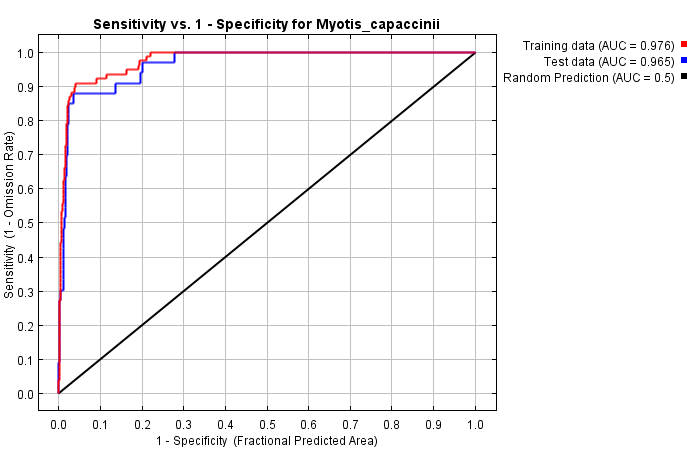 Sensitivity vs. 1 - Specificity for Myotis_capaccinii
Training data (AUC = 0.976)
Test data (AUC = 0.965)
Random Prediction (AUC = 0.5)
Sensitivity (1 - Omission Rate)
1.0
0.9
0.8
0.7
0.6
0.5
0.4
0.3
0.2
0.1
0.0
0.0 0.1 0.2 0.3 0.4 0.5 0.6 0.7 0.8 0.9 1.0
1 - Specificity (Fractional Predicted Area)